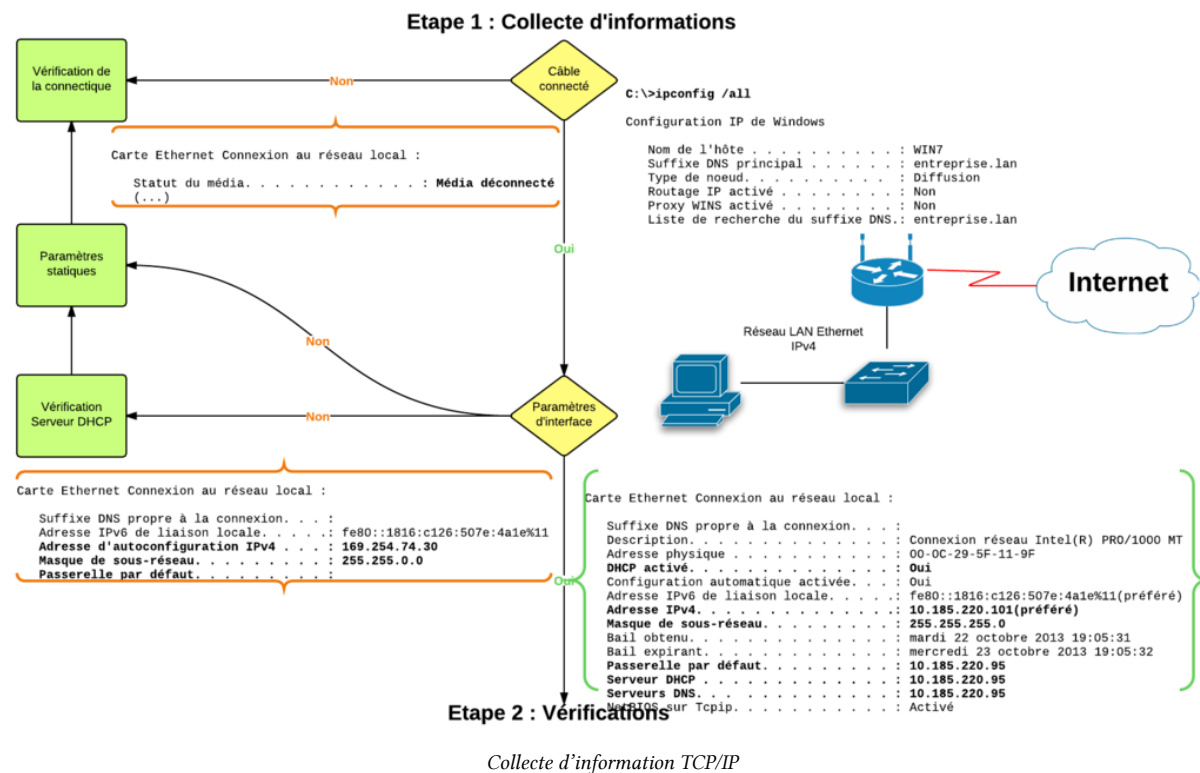 Etape 1 : Collecte d'informations
Vérification de
la connectique
Non
Câble
connecté
C:\>ipconfig /all
Configuration IP de Windows
Nom de l'hôte . . . . . . . . . . : WIN7
Suffixe DNS principal . . . . . . : entreprise.lan
Type de noeud. . . . . . . . . . : Diffusion
Routage IP activé . . . . . . . . : Non
Proxy WINS activé . . . . . . . . : Non
Liste de recherche du suffixe DNS.: entreprise.lan
Carte Ethernet Connexion au réseau local :
Statut du média. . . . . . . . . . . . : Média déconnecté
(...)
Oui
Paramètres
statiques
Internet
Réseau LAN Ethernet
IPv4
Non
Vérification
Serveur DHCP
Non
Paramètres
d'interface
Carte Ethernet Connexion au réseau local :
Suffixe DNS propre à la connexion. . . :
Adresse IPv6 de liaison locale. . . . .: fe80::1816:c126:507e:4a1e%11
Adresse d'autoconfiguration IPv4 . . . : 169.254.74.30
Masque de sous-réseau. . . . . . . . . : 255.255.0.0
Passerelle par défaut. . . . . . . . . :
Oui
Carte Ethernet Connexion au réseau local :
Suffixe DNS propre à la connexion. . . :
Description. . . . . . . . . . . . . . : Connexion réseau Intel(R) PRO/1000 MT
Adresse physique . . . . . . . . . . . : 00-0C-29-5F-11-9F
DHCP activé. . . . . . . . . . . . . . : Oui
Configuration automatique activée. . . : Oui
Adresse IPv6 de liaison locale. . . . .: fe80::1816:c126:507e:4a1e%11(préféré)
Adresse IPv4. . . . . . . . . . . . . .: 10.185.220.101(préféré)
Masque de sous-réseau. . . . . . . . . : 255.255.255.0
Bail obtenu. . . . . . . . . . . . . . : mardi 22 octobre 2013 19:05:31
Bail expirant. . . . . . . . . . . . . : mercredi 23 octobre 2013 19:05:32
Passerelle par défaut. . . . . . . . . : 10.185.220.95
Serveur DHCP . . . . . . . . . . . . . : 10.185.220.95
Serveurs DNS. . . . . . . . . . . . . : 10.185.220.95
NetBIOS sur Tcpip. . . . . . . . . . . : Activé
Etape 2 : Vérifications
Collecte d'information TCP/IP